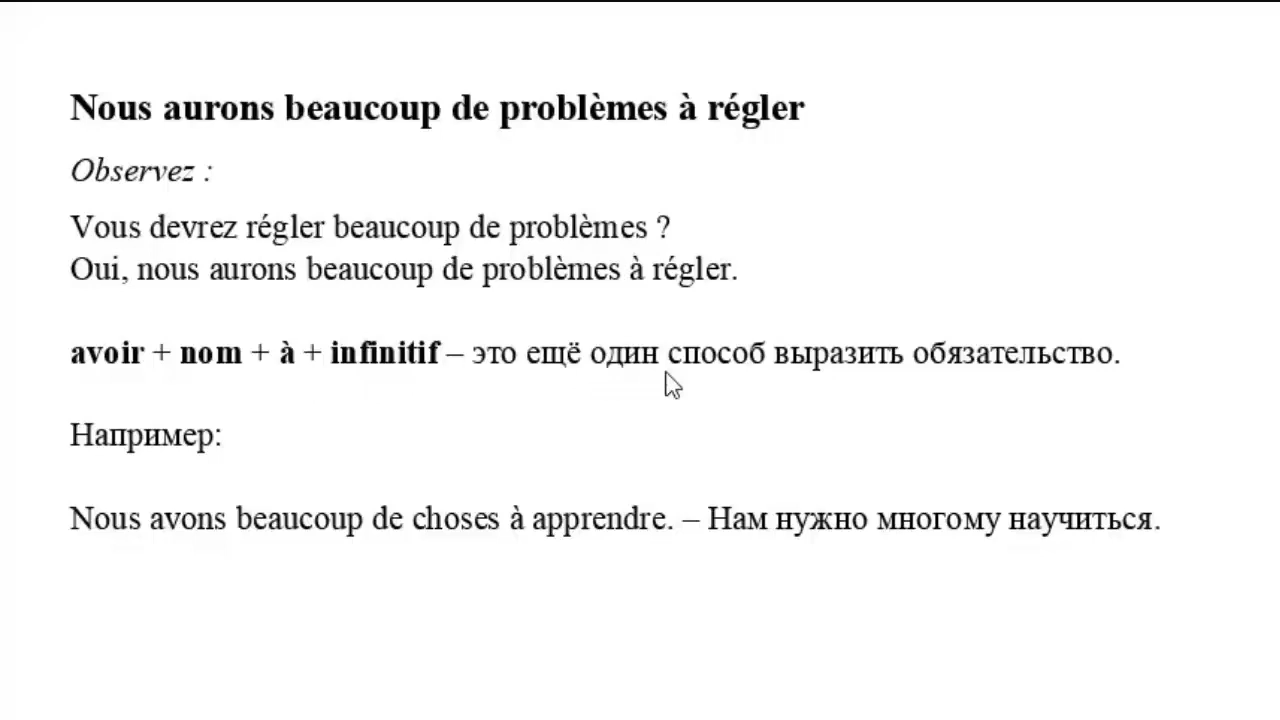 Nous aurons beaucoup de problèmes à régler
Observez :
Vous devrez régler beaucoup de problèmes ?
Oui, nous aurons beaucoup de problèmes à régler.
avoir + nom + à + infinitif – это ещё один способ выразить обязательство.
Например:
Nous avons beaucoup de choses à apprendre. – Нам нужно многому научиться.